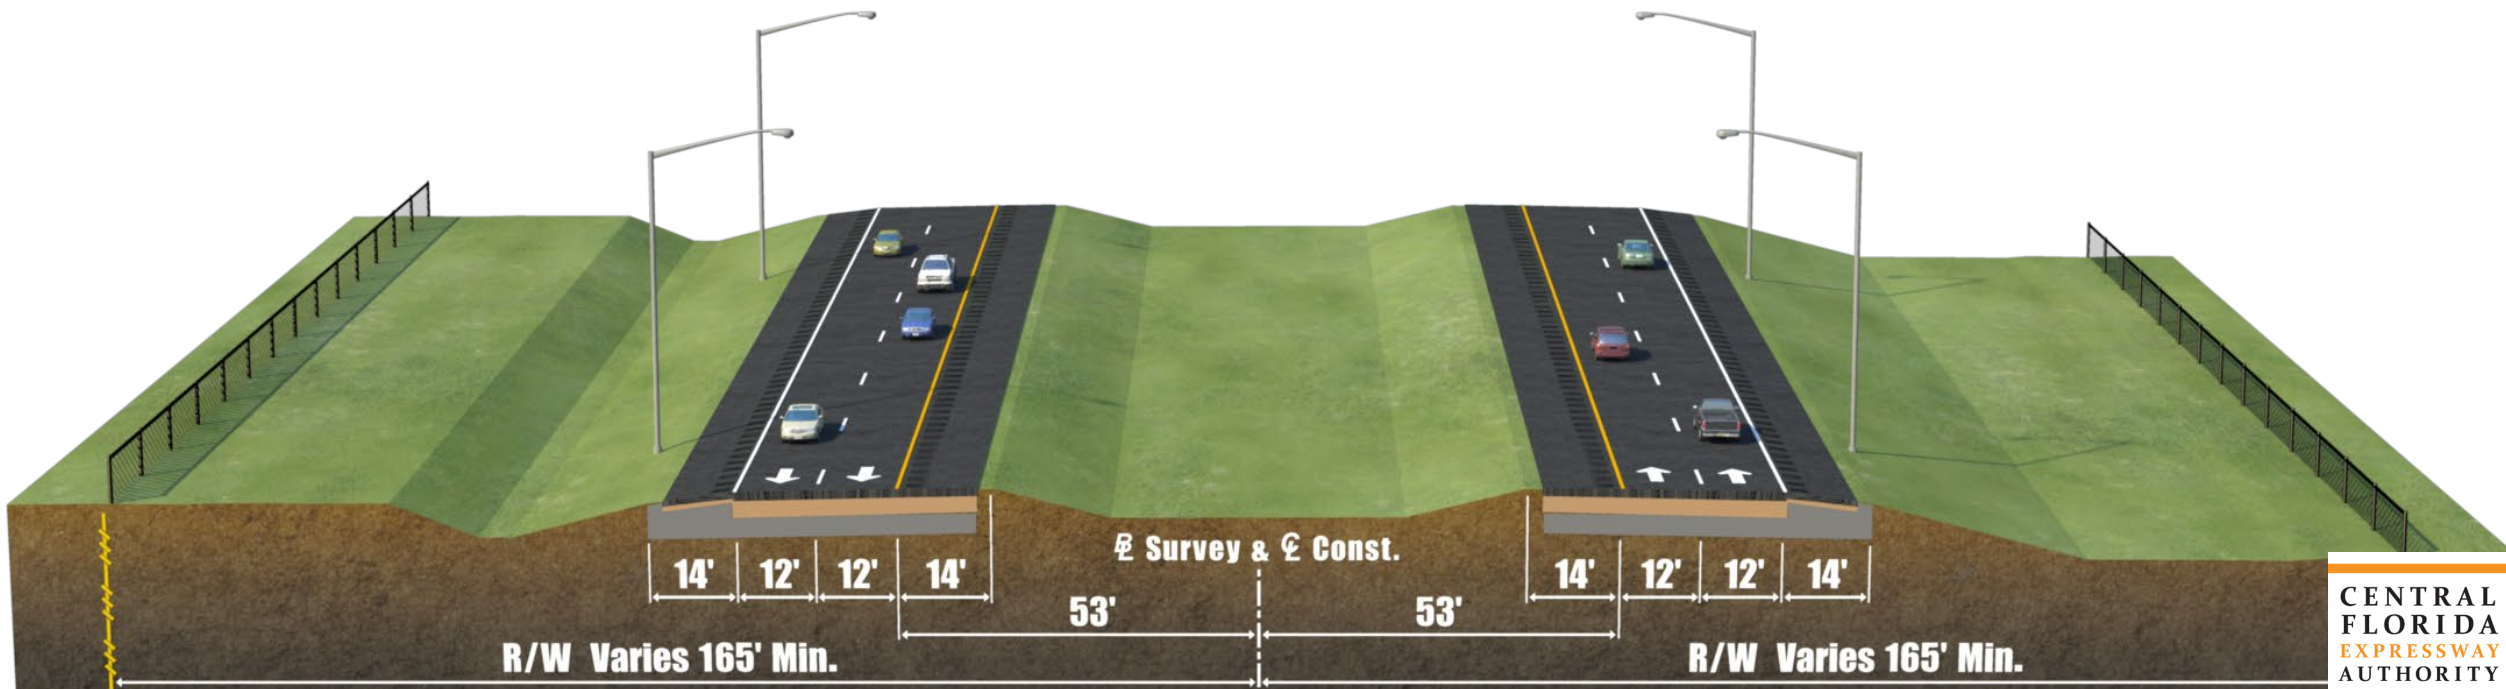 ℄ Survey & ℄ Const.
14' 12' 12' 14' 14' 12' 12' 14'
53' 53'
R/W Varies 165' Min. R/W Varies 165' Min.
CENTRAL
FLORIDA
EXPRESSWAY
AUTHORITY